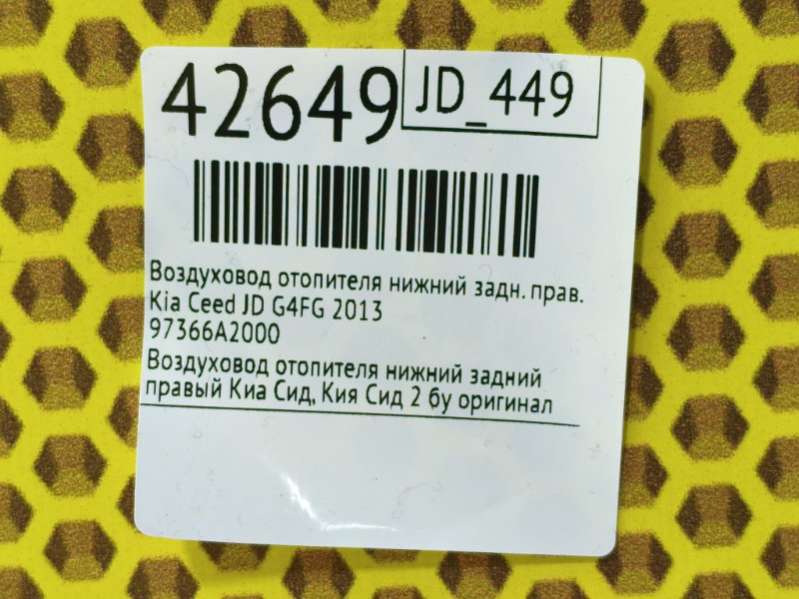 42649
JD_449
Воздуховод отопителя нижний задн. прав.
Kia Ceed JD G4FG 2013
97366A2000
Воздуховод отопителя нижний задний
правый Киа Сид, Кия Сид 2 бу оригинал